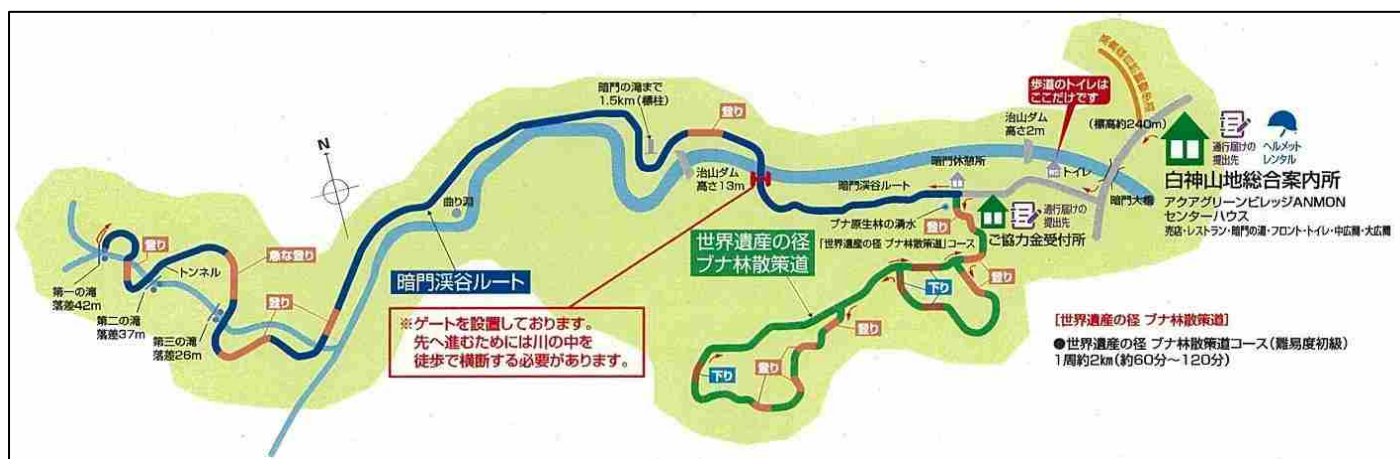 暗門の滝まで
1.5km(標柱)
登り
歩道のトイレは
ここだけです
治山ダム
高さ2m
(標高約240m)
通行届けの
提出先
ヘルメット
レンタル
白神山地総合案内所
アクアグリーンビレッジANMON
センターハウス
売店・レストラン・暗門の湯・フロント・トイレ・中広間・大広間
N
治山ダム
高さ13m
暗門休憩所
トイレ
暗門大橋
暗門渓谷ルート
ブナ原生林の湧水
登り
通行届けの
提出先
ご協力金受付所
「世界遺産の径 ブナ林散策道」コース
世界遺産の径
ブナ林散策道
登り
下り
登り
登り
下り
登り
曲り淵
暗門渓谷ルート
急な登り
登り
登り
トンネル
第一の滝
落差42m
第二の滝
落差37m
第三の滝
落差26m
※ゲートを設置しております。
先へ進むためには川の中を
徒歩で横断する必要があります。
[世界遺産の径 ブナ林散策道]
●世界遺産の径 ブナ林散策道コース(難易度初級)
1周約2km(約60分~120分)